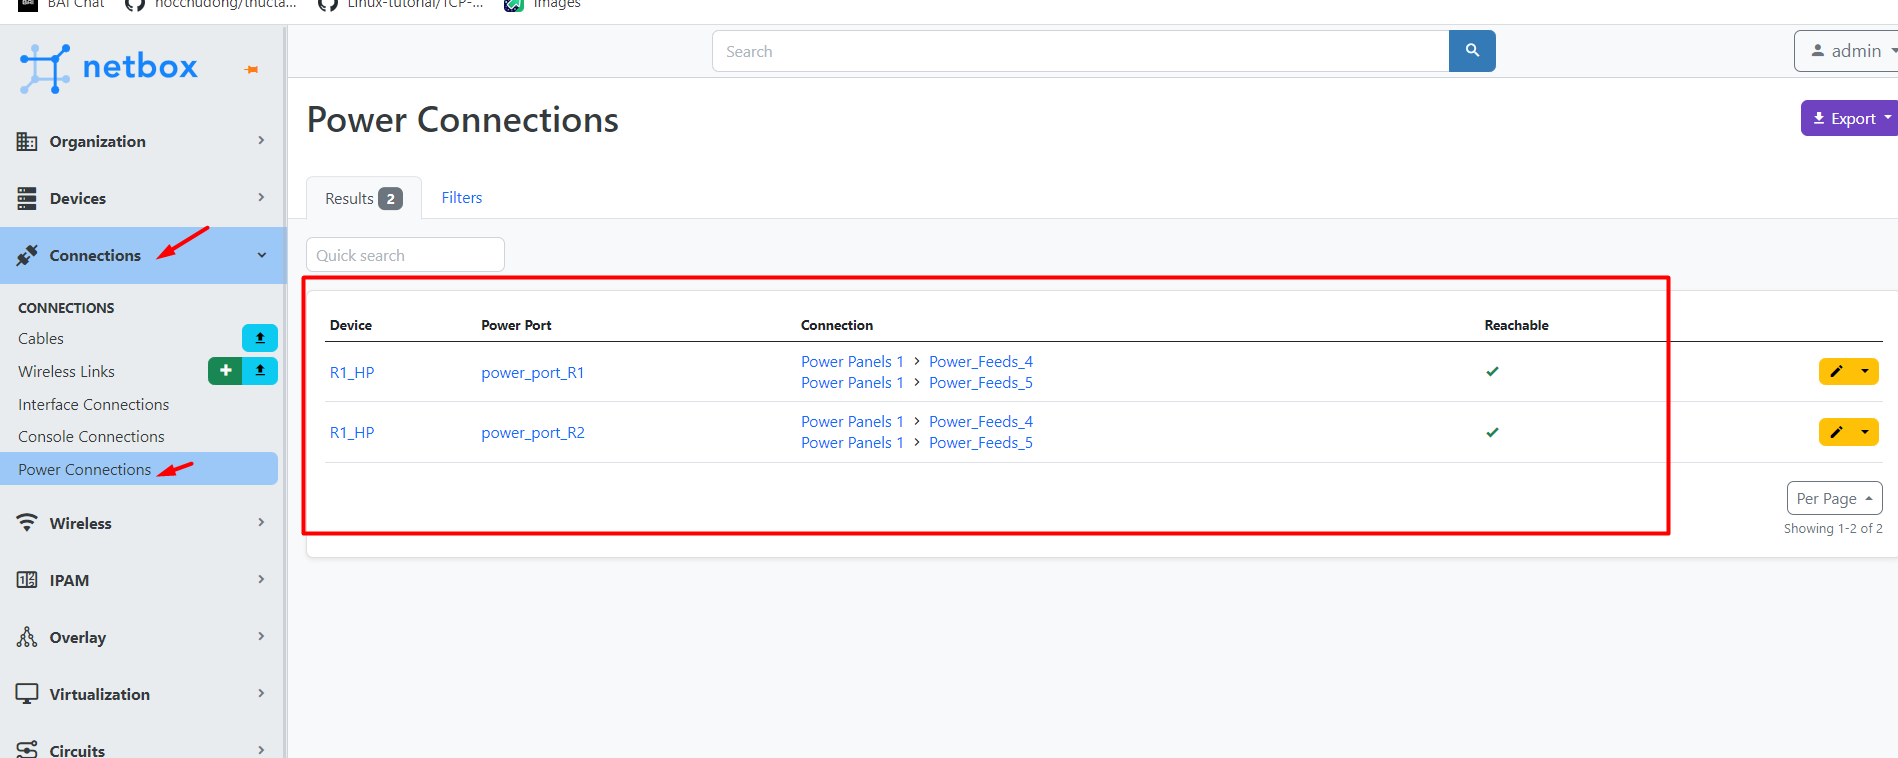 BAI Chat
hocchudong/thucta...
Linux-tutorial/TCP-...
Images
netbox
Search
admin
Organization
Devices
Connections
CONNECTIONS
Cables
Wireless Links
Interface Connections
Console Connections
Power Connections
Wireless
IPAM
Overlay
Virtualization
Circuits
Power Connections
Export
Results 2
Filters
Quick search
Device Power Port Connection Reachable
R1_HP power_port_R1 Power Panels 1 > Power_Feeds_4
Power Panels 1 > Power_Feeds_5
R1_HP power_port_R2 Power Panels 1 > Power_Feeds_4
Power Panels 1 > Power_Feeds_5
Per Page
Showing 1-2 of 2